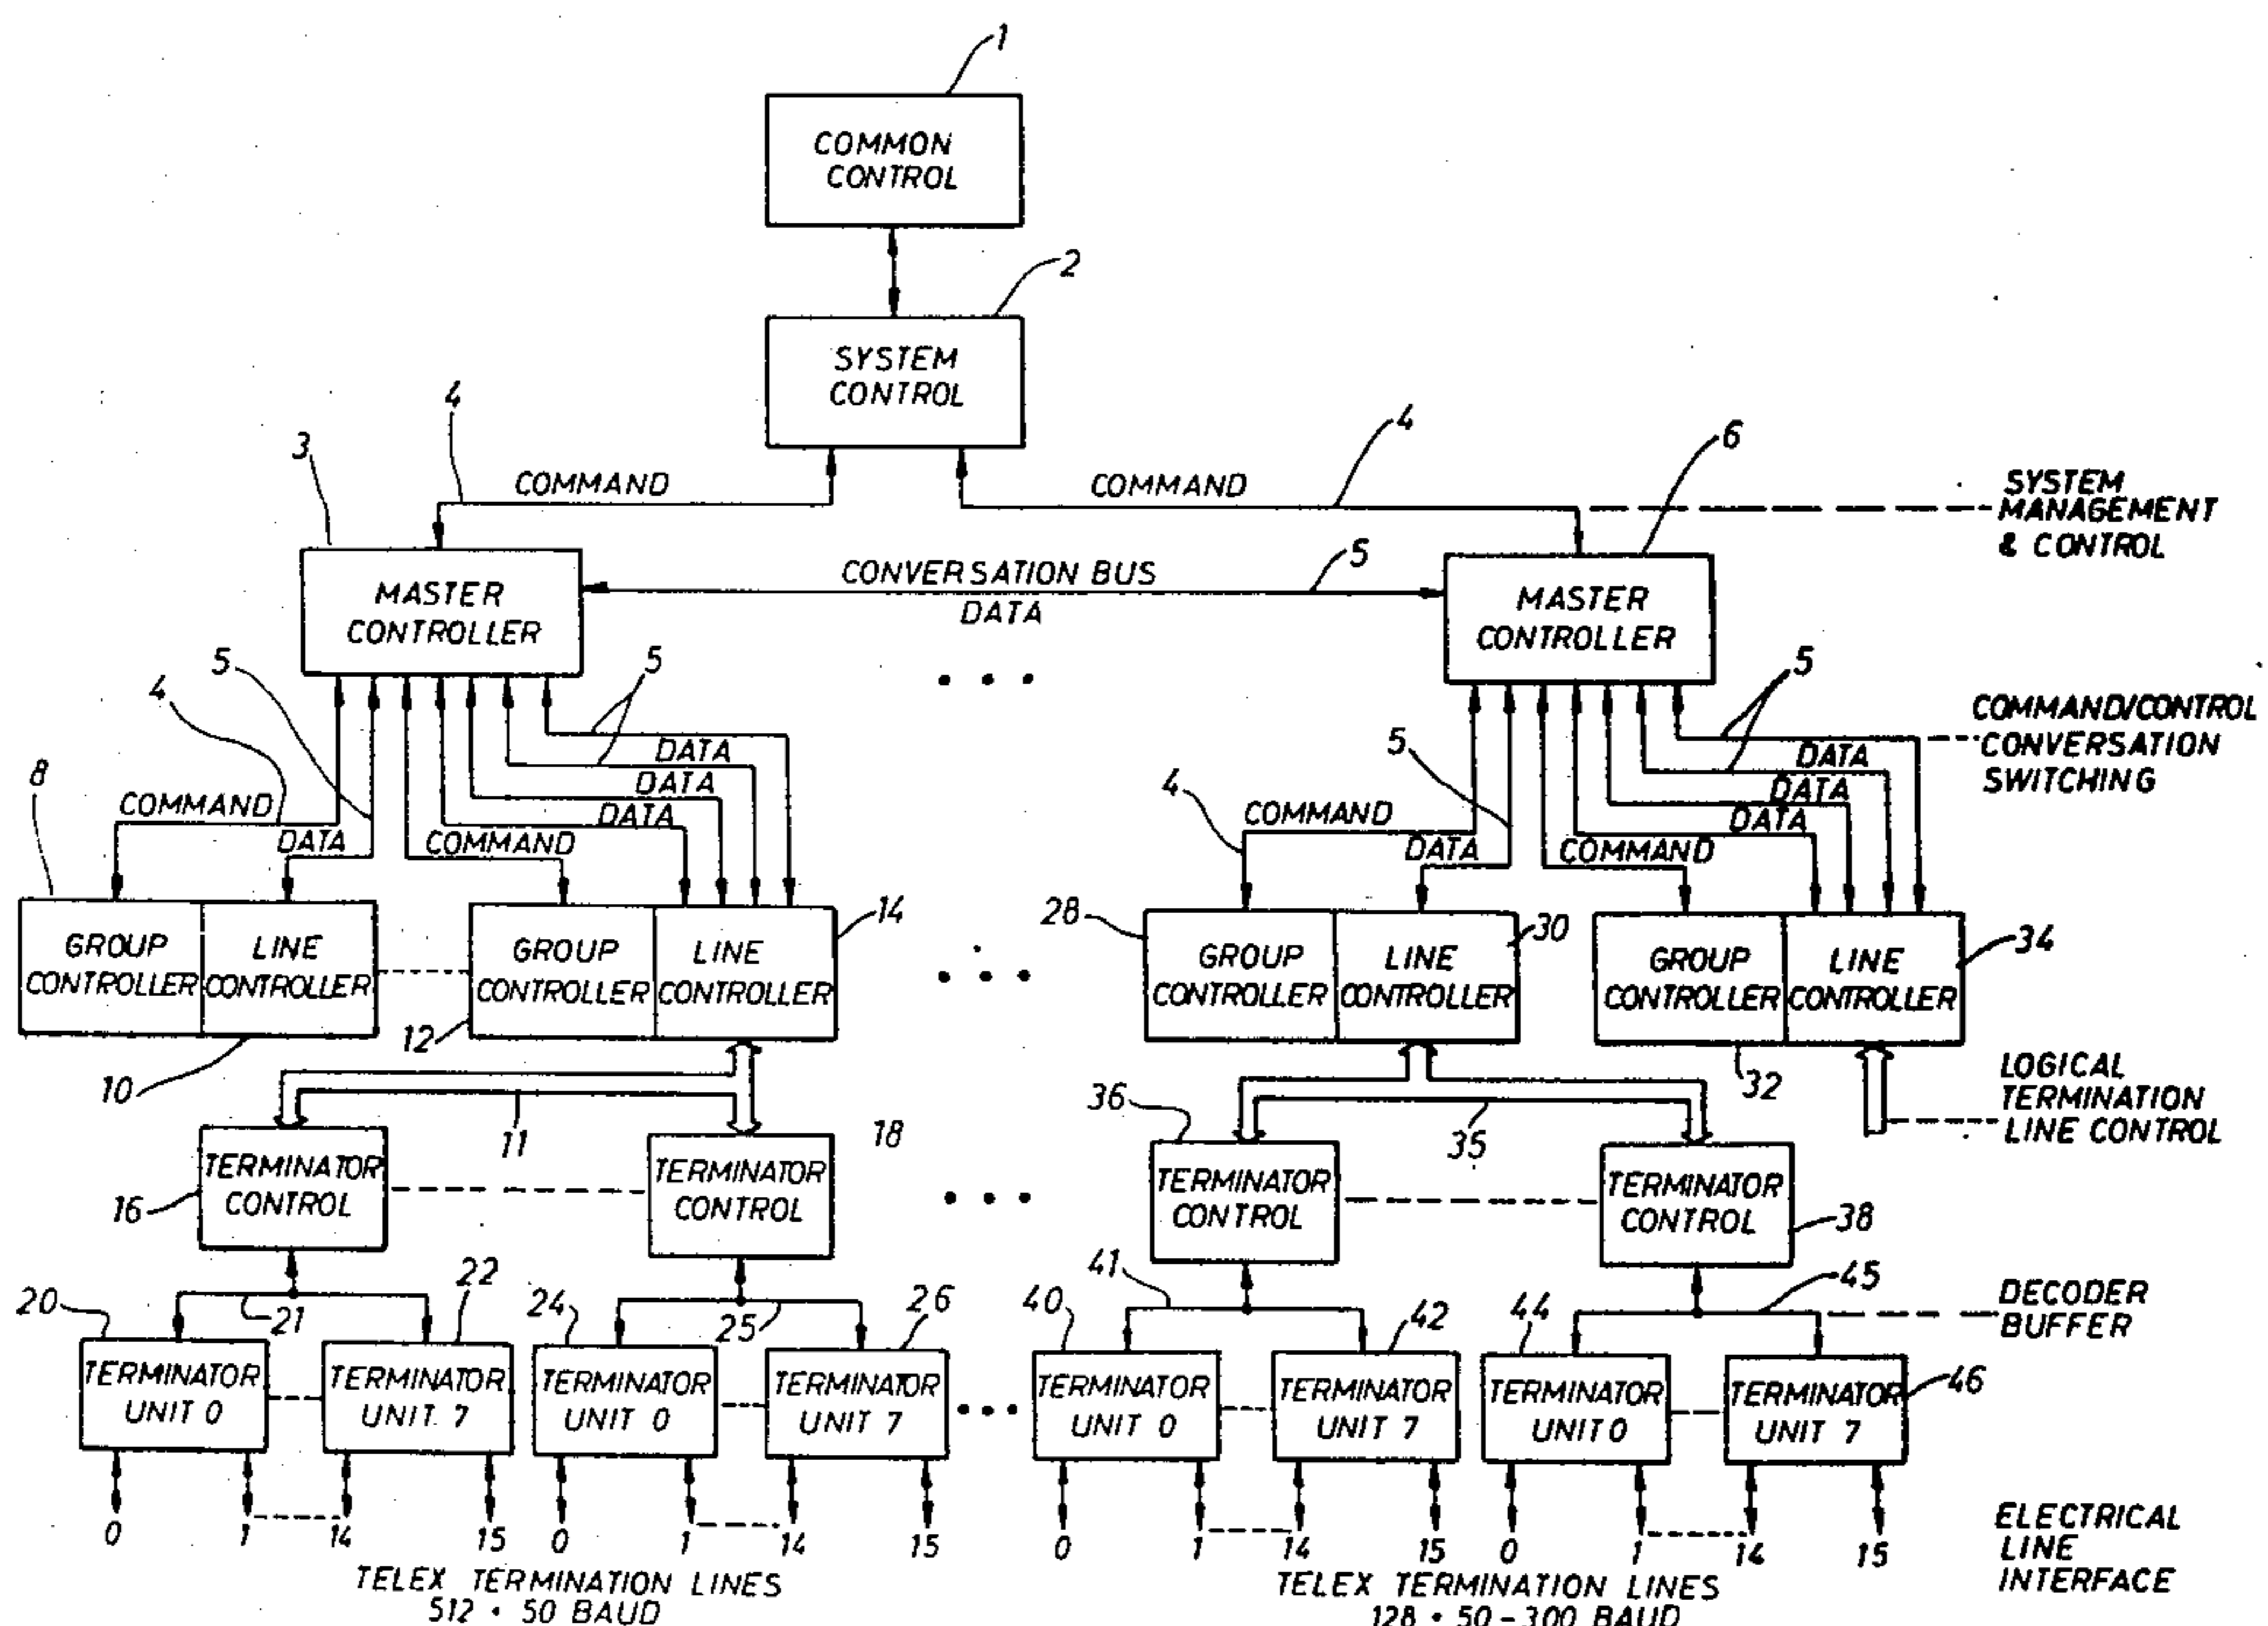 1
COMMON
CONTROL
2
SYSTEM
CONTROL
4
4
3
6
COMMAND
COMMAND
SYSTEM
MANAGEMENT
& CONTROL
MASTER
CONTROLLER
CONVERSATION BUS
DATA
5
MASTER
CONTROLLER
5
4
5
5
4
5
COMMAND/CONTROL
CONVERSATION
SWITCHING
8
COMMAND
DATA
COMMAND
DATA
DATA
DATA
COMMAND
DATA
COMMAND
DATA
DATA
DATA
GROUP
CONTROLLER
LINE
CONTROLLER
GROUP
CONTROLLER
LINE
CONTROLLER
14
28
GROUP
CONTROLLER
LINE
CONTROLLER
30
GROUP
CONTROLLER
LINE
CONTROLLER
34
10
12
32
LOGICAL
TERMINATION
LINE CONTROL
11
18
36
35
16
TERMINATOR
CONTROL
TERMINATOR
CONTROL
TERMINATOR
CONTROL
TERMINATOR
CONTROL
38
20
21
22
24
25
26
40
41
42
44
45
DECODER
BUFFER
TERMINATOR
UNIT 0
TERMINATOR
UNIT 7
TERMINATOR
UNIT 0
TERMINATOR
UNIT 7
TERMINATOR
UNIT 0
TERMINATOR
UNIT 7
TERMINATOR
UNIT 0
TERMINATOR
UNIT 7
46
0 1 14 15 0 1 14 15 0 1 14 15 0 1 14 15
ELECTRICAL
LINE
INTERFACE
TELEX TERMINATION LINES
512 • 50 BAUD
TELEX TERMINATION LINES
128 • 50-300 BAUD